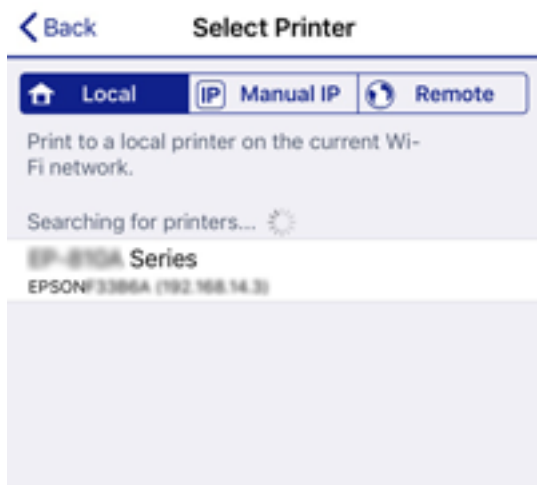 Back Select Printer
Local IP Manual IP Remote
Print to a local printer on the current Wi-
Fi network.
Searching for printers...
Series
EPSON